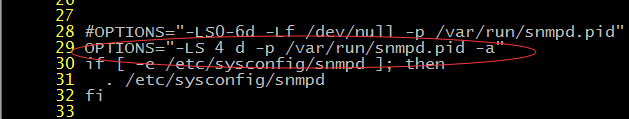 27
28 #OPTIONS="-LS0-6d -Lf /dev/null -p /var/run/snmpd.pid"
29 OPTIONS="-LS 4 d -p /var/run/snmpd.pid -a"
30 if [ -e /etc/sysconfig/snmpd ]; then
31   . /etc/sysconfig/snmpd
32 fi
33